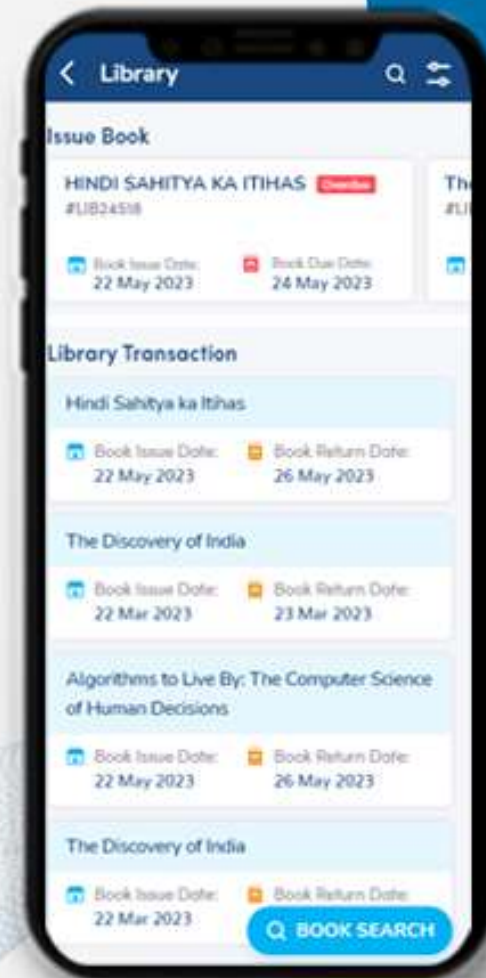 Library
Issue Book
HINDI SAHITYA KA ITIHAS Overdue
#LIB24518
Book Issue Date: Book Due Date:
22 May 2023 24 May 2023
Th
#LI
Library Transaction
Hindi Sahitya ka Itihas
Book Issue Date: Book Return Date:
22 May 2023 26 May 2023
The Discovery of India
Book Issue Date: Book Return Date:
22 Mar 2023 23 Mar 2023
Algorithms to Live By: The Computer Science
of Human Decisions
Book Issue Date: Book Return Date:
22 May 2023 26 May 2023
The Discovery of India
Book Issue Date: Book Return Date:
22 Mar 2023
BOOK SEARCH